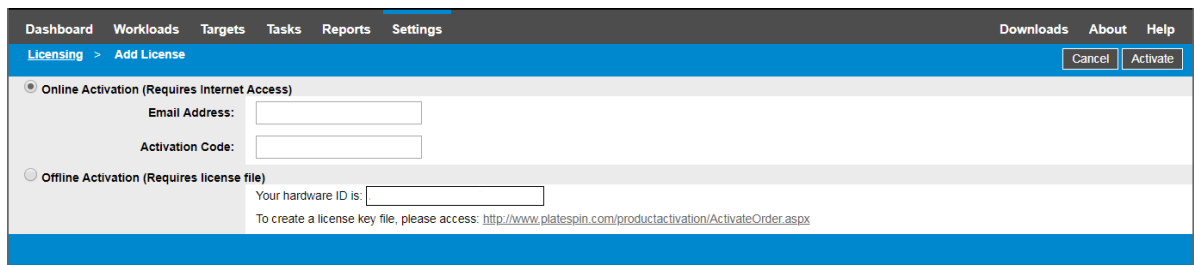 Dashboard Workloads Targets Tasks Reports Settings Downloads About Help
Licensing > Add License Cancel Activate
Online Activation (Requires Internet Access)
Email Address:
Activation Code:
Offline Activation (Requires license file)
Your hardware ID is:
To create a license key file, please access: http://www.platespin.com/productactivation/ActivateOrder.aspx